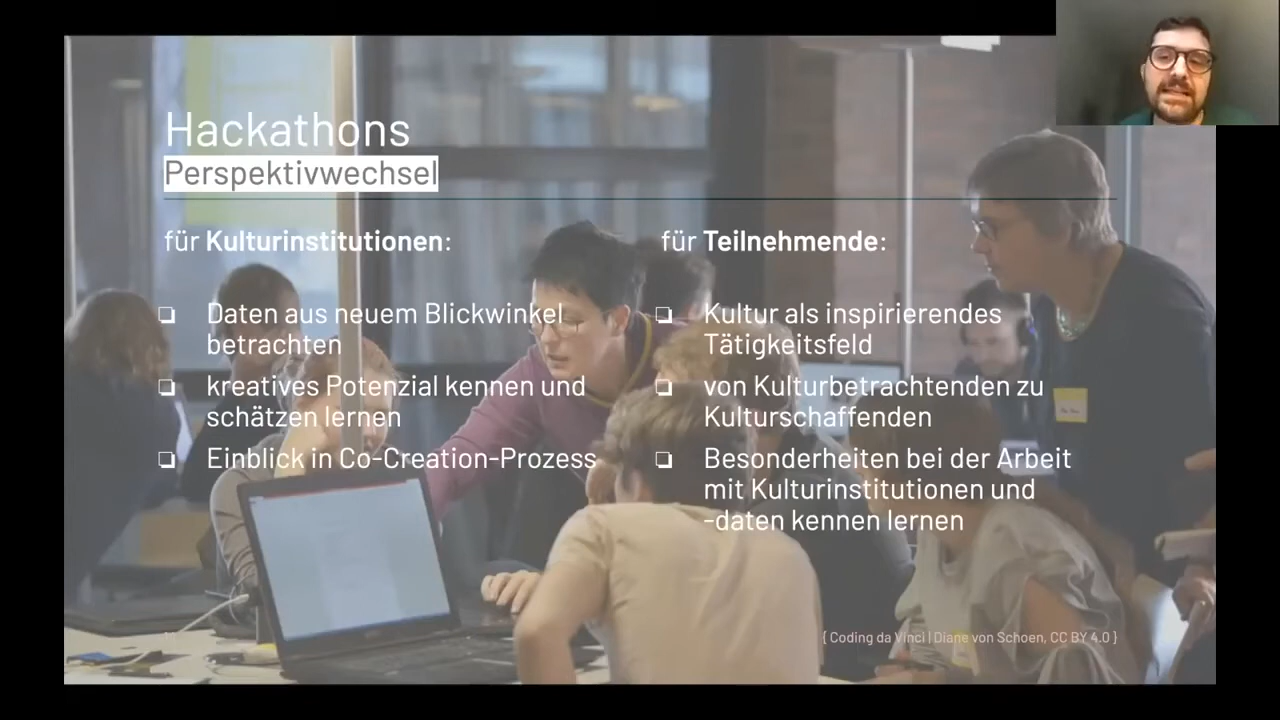 Hackathons
Perspektivwechsel
für Kulturinstitutionen:
❏ Daten aus neuem Blickwinkel
betrachten
❏ kreatives Potenzial kennen und
schätzen lernen
❏ Einblick in Co-Creation-Prozess
für Teilnehmende:
❏ Kultur als inspirierendes
Tätigkeitsfeld
❏ von Kulturbetrachtenden zu
Kulturschaffenden
❏ Besonderheiten bei der Arbeit
mit Kulturinstitutionen und
-daten kennen lernen
{ Coding da Vinci | Diane von Schoen, CC BY 4.0 }